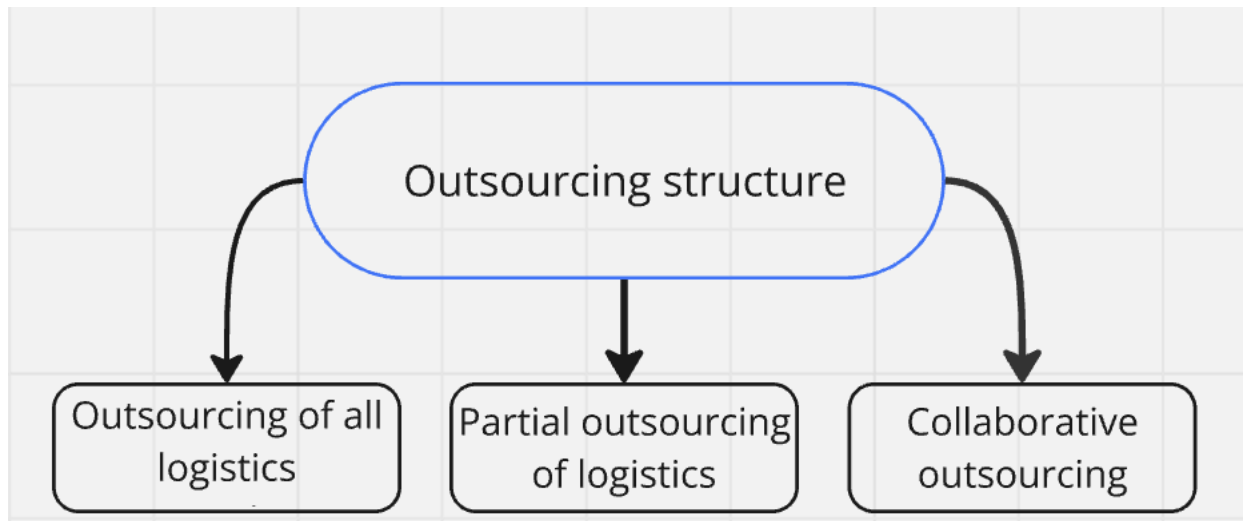 Outsourcing structure
Outsourcing of all
logistics
Partial outsourcing
of logistics
Collaborative
outsourcing